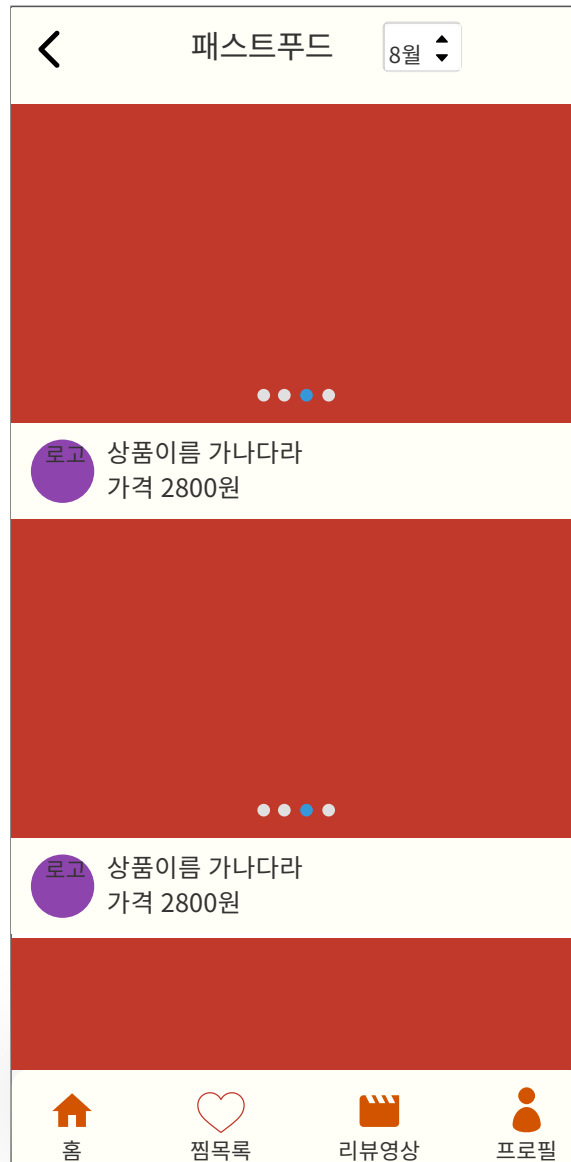 패스트푸드
8월
로고
상품이름 가나다라
가격 2800원
로고
상품이름 가나다라
가격 2800원
홈
찜목록
리뷰영상
프로필